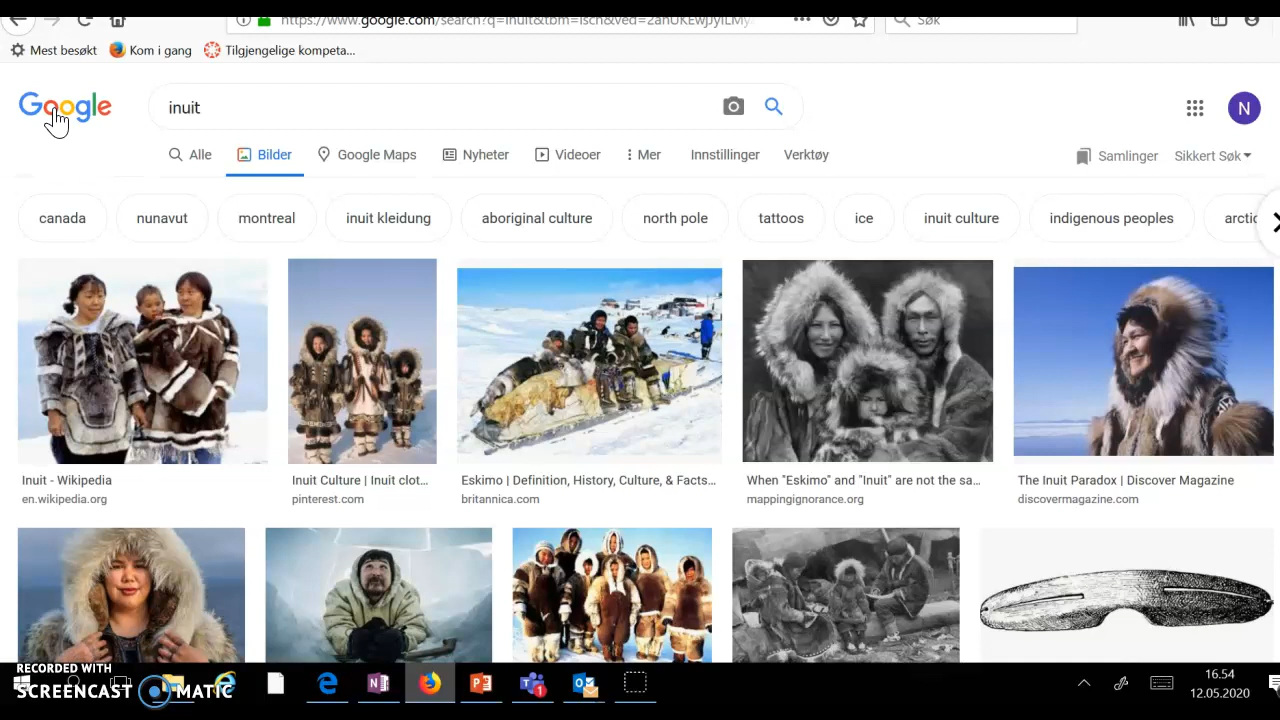 https://www.google.com/search?q=inuit&tbm=isch&ved=2ahUKEwjJyILMy
Søk
Mest besøkt
Kom i gang
Tilgjengelige kompeta...
Google
inuit
N
Alle
Bilder
Google Maps
Nyheter
Videoer
Mer
Innstillinger
Verktøy
Samlinger
Sikkert Søk
canada
nunavut
montreal
inuit kleidung
aboriginal culture
north pole
tattoos
ice
inuit culture
indigenous peoples
arctic
Inuit - Wikipedia
en.wikipedia.org
Inuit Culture | Inuit clot...
pinterest.com
Eskimo | Definition, History, Culture, & Facts...
britannica.com
When "Eskimo" and "Inuit" are not the sa...
mappingignorance.org
The Inuit Paradox | Discover Magazine
discovermagazine.com
RECORDED WITH
SCREENCAST MATIC
1
16.54
12.05.2020